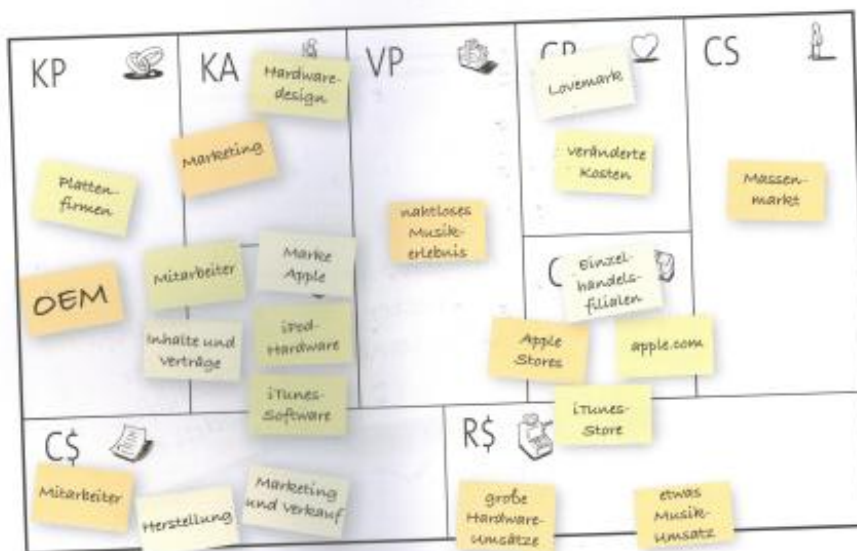 KP
Platten-
firmen
OEM
KA
Hardware-
design
Marketing
Mitarbeiter
Marke
Apple
Inhalte und
Verträge
iPod-
Hardware
iTunes-
Software
VP
nahtloses
Musik-
erlebnis
Lovemark
veränderte
Kosten
C
Einzel-
handels-
filialen
Apple
Stores
apple.com
iTunes-
Store
CS
Massen-
markt
C$
Mitarbeiter
Herstellung
Marketing
und Verkauf
R$
große
Hardware-
Umsätze
etwas
Musik-
Umsatz